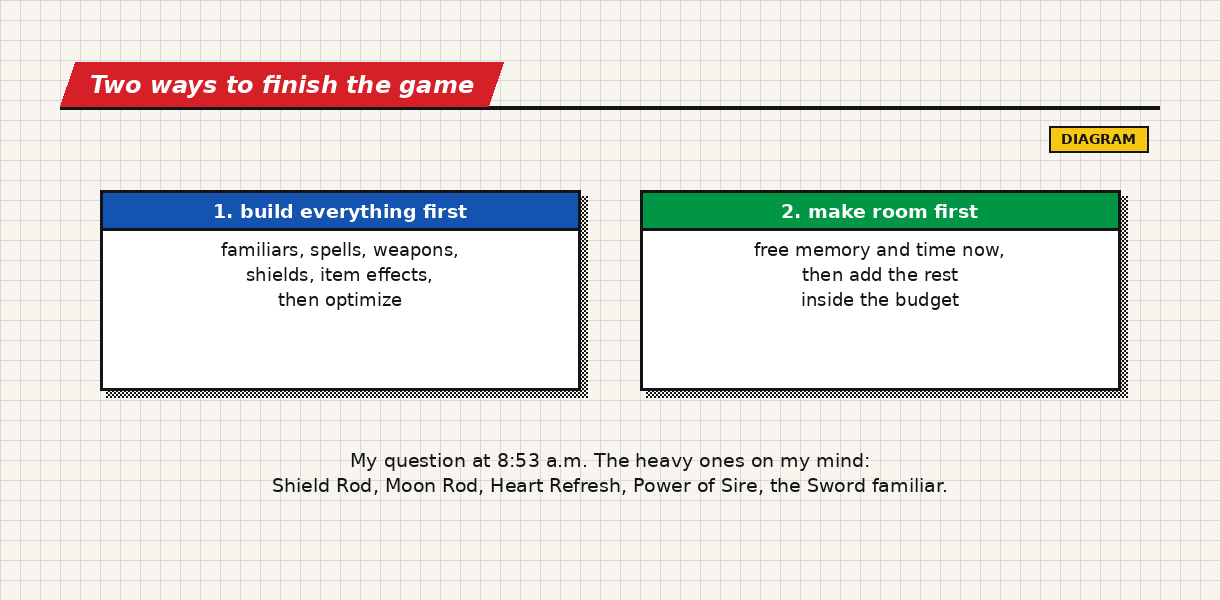 Two ways to finish the game
DIAGRAM
1. build everything first
familiars, spells, weapons,
shields, item effects,
then optimize
2. make room first
free memory and time now,
then add the rest
inside the budget
My question at 8:53 a.m. The heavy ones on my mind:
Shield Rod, Moon Rod, Heart Refresh, Power of Sire, the Sword familiar.